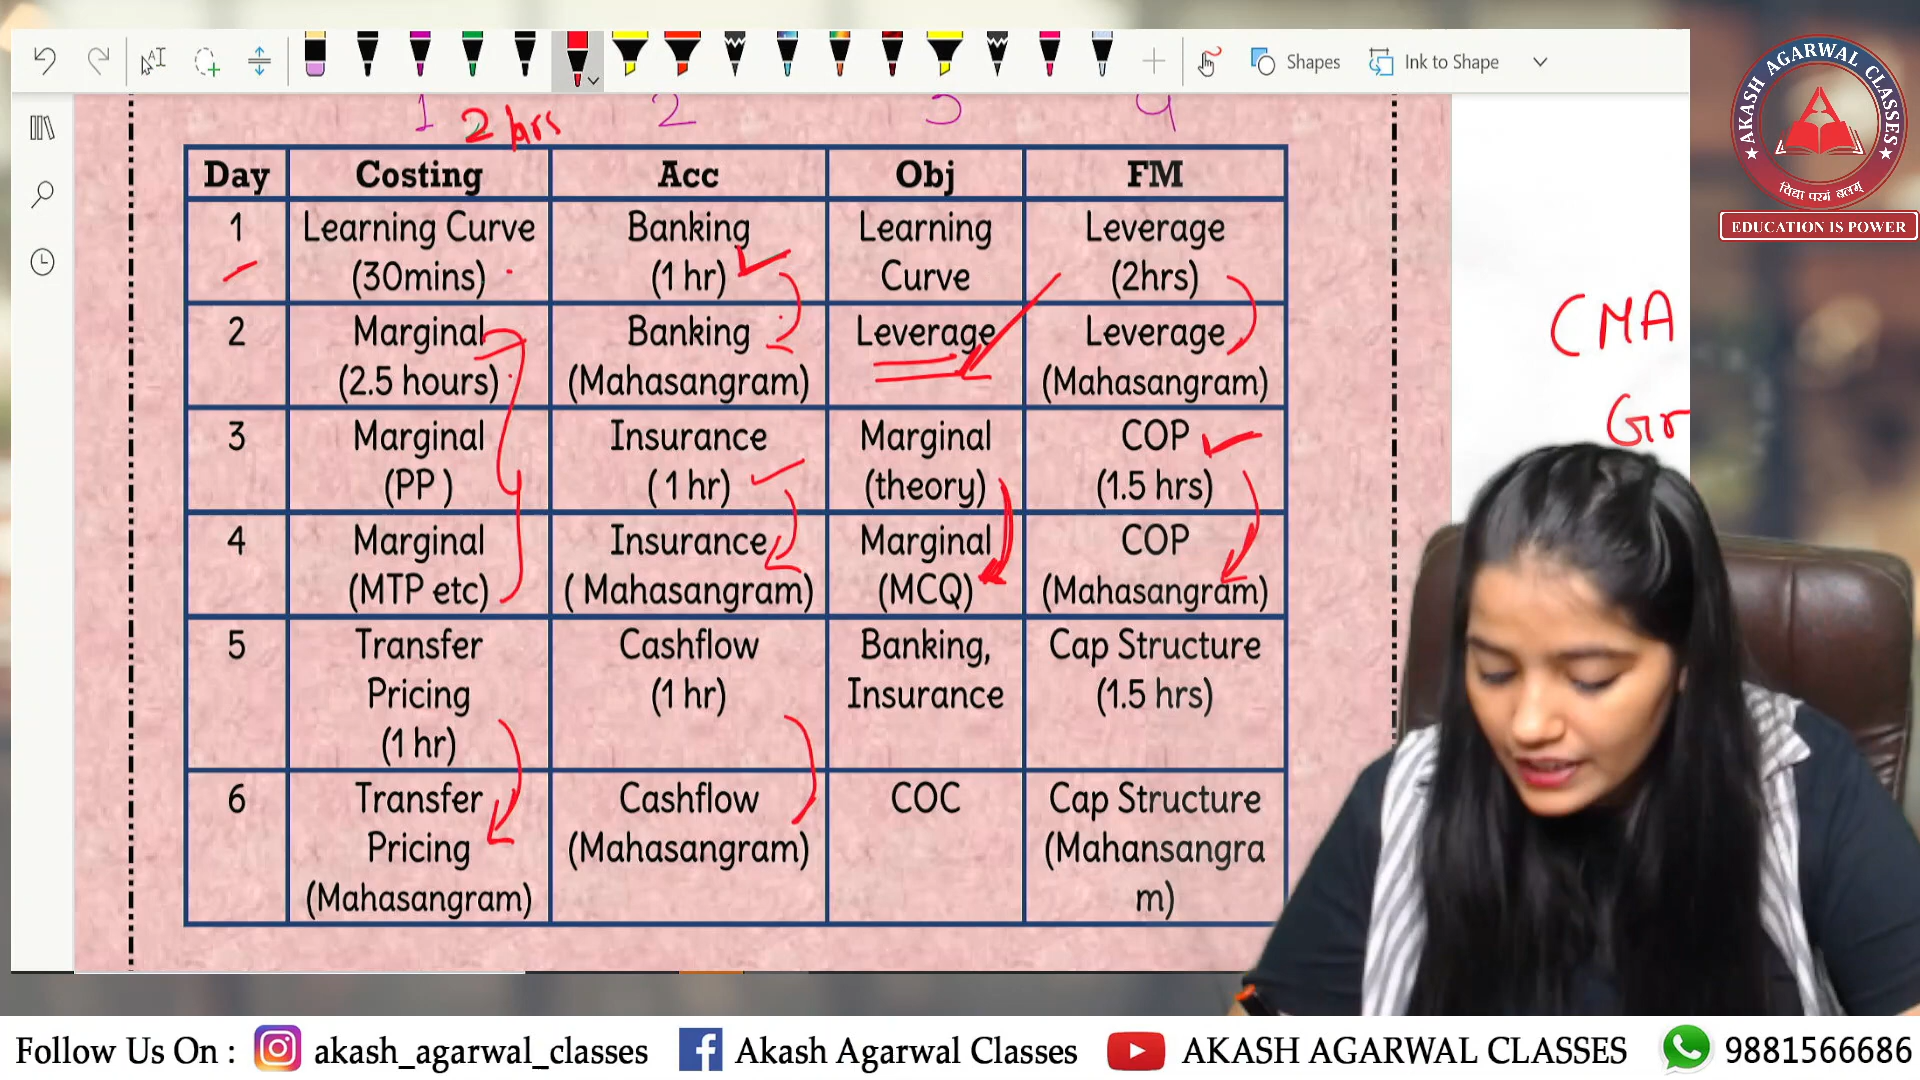 Shapes
Ink to Shape
1 2 4
2 hrs
Day Costing Acc Obj FM
1 Learning Curve (30mins) Banking (1 hr) Learning Curve Leverage (2hrs)
2 Marginal (2.5 hours) Banking (Mahasangram) Leverage Leverage (Mahasangram)
3 Marginal (PP ) Insurance ( 1 hr) Marginal (theory) COP (1.5 hrs)
4 Marginal (MTP etc) Insurance ( Mahasangram) Marginal (MCQ) COP (Mahasangram)
5 Transfer Pricing (1 hr) Cashflow (1 hr) Banking, Insurance Cap Structure (1.5 hrs)
6 Transfer Pricing (Mahasangram) Cashflow (Mahasangram) COC Cap Structure (Mahansangram)
CMA
Gr
AKASH AGARWAL CLASSES
विद्या परमं बलम्
EDUCATION IS POWER
Follow Us On : akash_agarwal_classes Akash Agarwal Classes AKASH AGARWAL CLASSES 9881566686